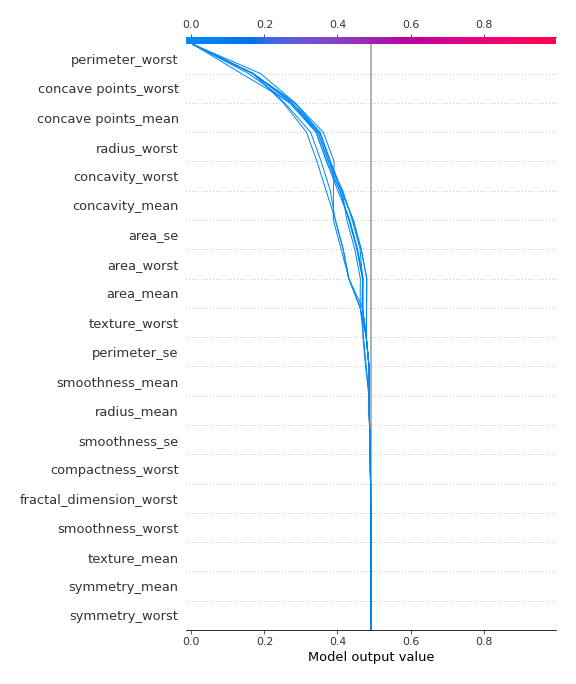 0.0 0.2 0.4 0.6 0.8
perimeter_worst
concave points_worst
concave points_mean
radius_worst
concavity_worst
concavity_mean
area_se
area_worst
area_mean
texture_worst
perimeter_se
smoothness_mean
radius_mean
smoothness_se
compactness_worst
fractal_dimension_worst
smoothness_worst
texture_mean
symmetry_mean
symmetry_worst
0.0 0.2 0.4 0.6 0.8
Model output value